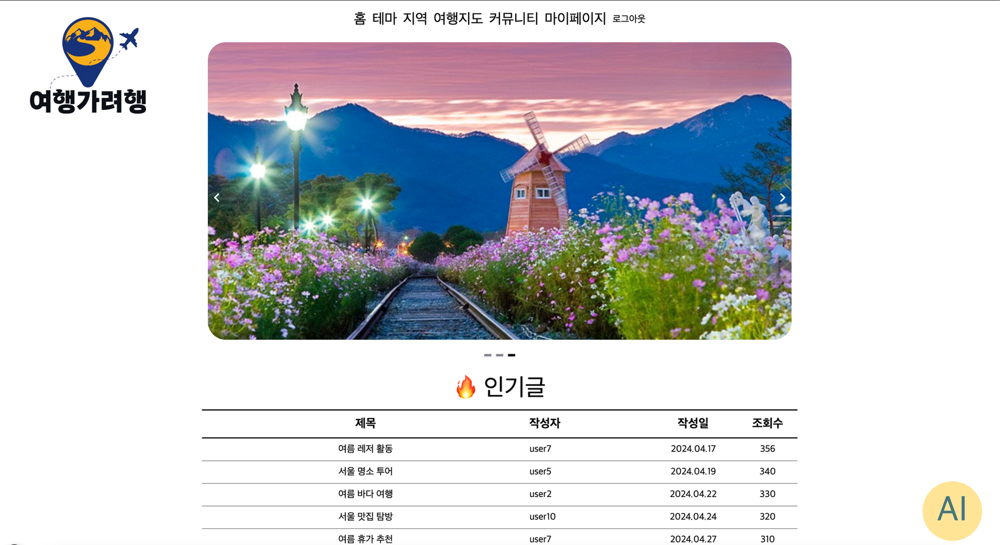 홈 테마 지역 여행지도 커뮤니티 마이페이지 로그아웃
여행가려행
🔥 인기글
제목 작성자 작성일 조회수
여름 레저 활동 user7 2024.04.17 356
서울 명소 투어 user5 2024.04.19 340
여름 바다 여행 user2 2024.04.22 330
서울 맛집 탐방 user10 2024.04.24 320
여름 휴가 추천 user7 2024.04.27 310
AI